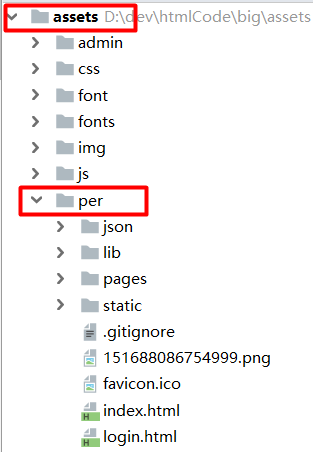 assets D:\dev\htmlCode\big\assets
admin
css
font
fonts
img
js
per
json
lib
pages
static
.gitignore
151688086754999.png
favicon.ico
index.html
login.html